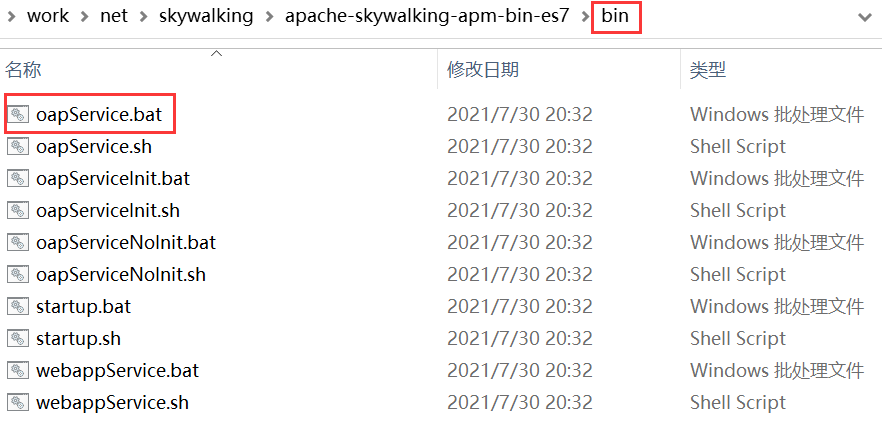 work > net > skywalking > apache-skywalking-apm-bin-es7 > bin
名称 修改日期 类型
oapService.bat 2021/7/30 20:32 Windows 批处理文件
oapService.sh 2021/7/30 20:32 Shell Script
oapServiceInit.bat 2021/7/30 20:32 Windows 批处理文件
oapServiceInit.sh 2021/7/30 20:32 Shell Script
oapServiceNoInit.bat 2021/7/30 20:32 Windows 批处理文件
oapServiceNoInit.sh 2021/7/30 20:32 Shell Script
startup.bat 2021/7/30 20:32 Windows 批处理文件
startup.sh 2021/7/30 20:32 Shell Script
webappService.bat 2021/7/30 20:32 Windows 批处理文件
webappService.sh 2021/7/30 20:32 Shell Script